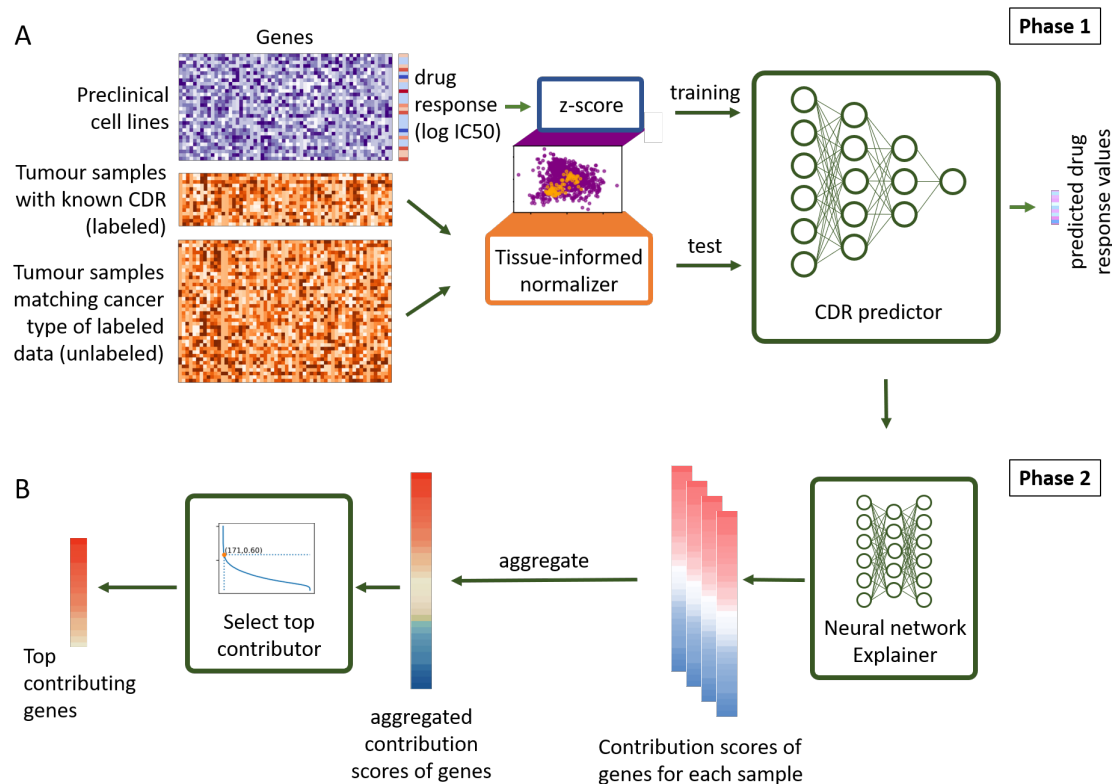 A
Phase 1
Genes
Preclinical
cell lines
drug
response
(log IC50)
z-score
training
Tumour samples
with known CDR
(labeled)
Tumour samples
matching cancer
type of labeled
data (unlabeled)
Tissue-informed
normalizer
test
CDR predictor
predicted drug
response values
B
Phase 2
(171,0.60)
Select top
contributor
Top
contributing
genes
aggregate
aggregated
contribution
scores of genes
Contribution scores of
genes for each sample
Neural network
Explainer